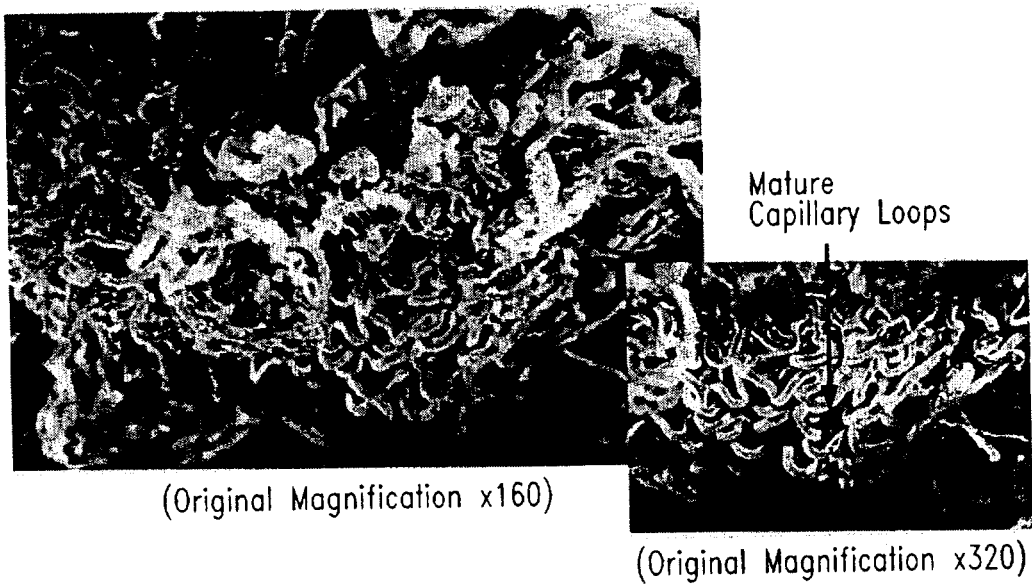 Mature
Capillary Loops
(Original Magnification x160)
(Original Magnification x320)